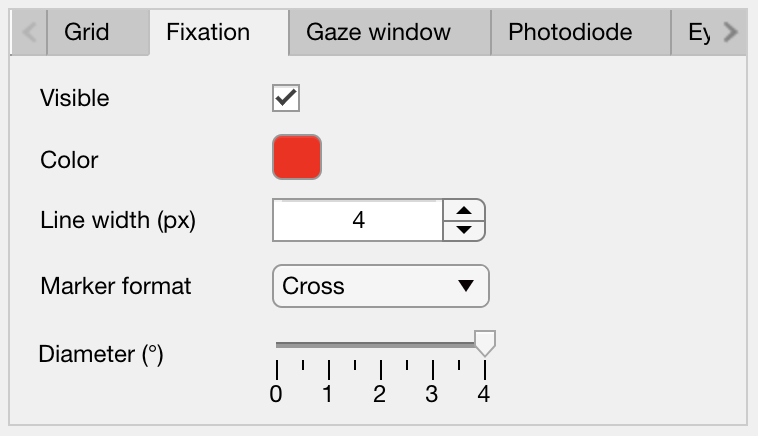 Grid Fixation Gaze window Photodiode Ey
Visible
Color
Line width (px) 4
Marker format Cross
Diameter (°)
0 1 2 3 4